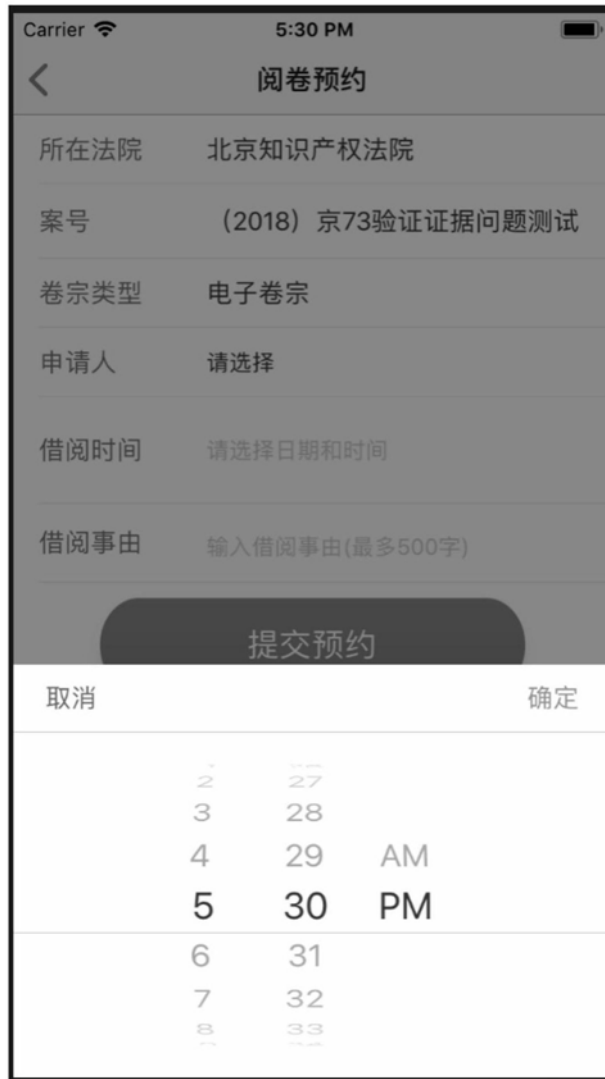 Carrier 5:30 PM
阅卷预约
所在法院 北京知识产权法院
案号 （2018）京73验证证据问题测试
卷宗类型 电子卷宗
申请人 请选择
借阅时间 请选择日期和时间
借阅事由 输入借阅事由(最多500字)
提交预约
取消 确定
2 27
3 28
4 29 AM
5 30 PM
6 31
7 32
8 33